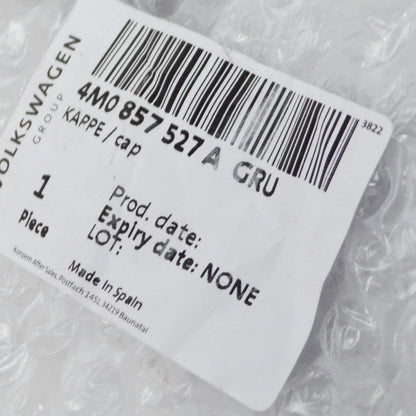 VOLKSWAGEN
GROUP
3822
4M0 857 527 A GRU
KAPPE / cap
1
piece
Prod. date:
Expiry date: NONE
LOT:
Made in Spain
Konzern After Sales, Postfach 1451, 34219 Baunatal